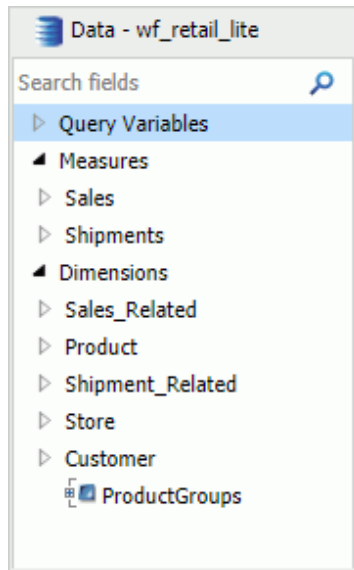 Data - wf_retail_lite
Search fields
Query Variables
Measures
Sales
Shipments
Dimensions
Sales_Related
Product
Shipment_Related
Store
Customer
ProductGroups